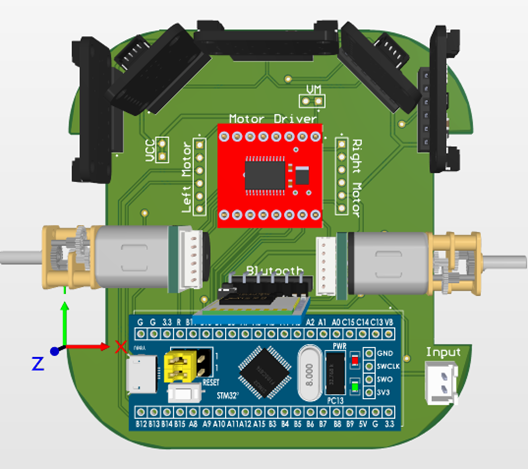 VM
Motor Driver
VCC
Left Motor
Right Motor
Blutooth
G G 3.3 R B1 A2 A1 A0 C15 C14 C13 VB
PWR
GND
SWCLK
SWO
3V3
RESET
STM32
8.000
PC13
B12 B13 B14 B15 A8 A9 A10 A11 A12 A15 B3 B4 B5 B6 B7 B8 B9 5V G 3.3
Input
X
Z